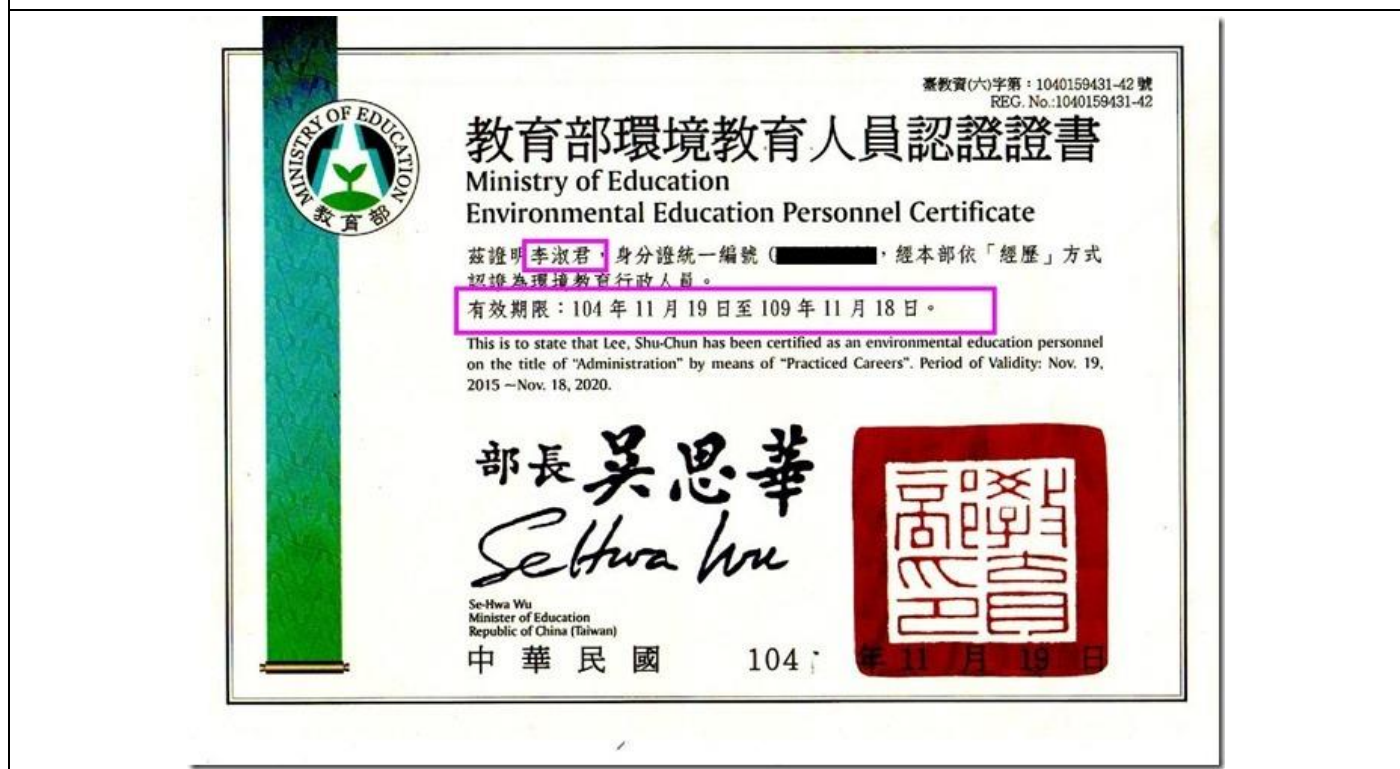 臺教資(六)字第：1040159431-42 號
REG. No.:1040159431-42
MINISTRY OF EDUCATION
教育部
教育部環境教育人員認證證書
Ministry of Education
Environmental Education Personnel Certificate
茲證明李淑君，身分證統一編號（，經本部依「經歷」方式
認證為環境教育行政人員。
有效期限：104 年 11 月 19 日至 109 年 11 月 18 日。
This is to state that Lee, Shu-Chun has been certified as an environmental education personnel
on the title of "Administration" by means of "Practiced Careers". Period of Validity: Nov. 19,
2015 ~Nov. 18, 2020.
部長 吳思華
SeHwa Wu
Se-Hwa Wu
Minister of Education
Republic of China (Taiwan)
教育部印
中華民國 104 年 11 月 19 日